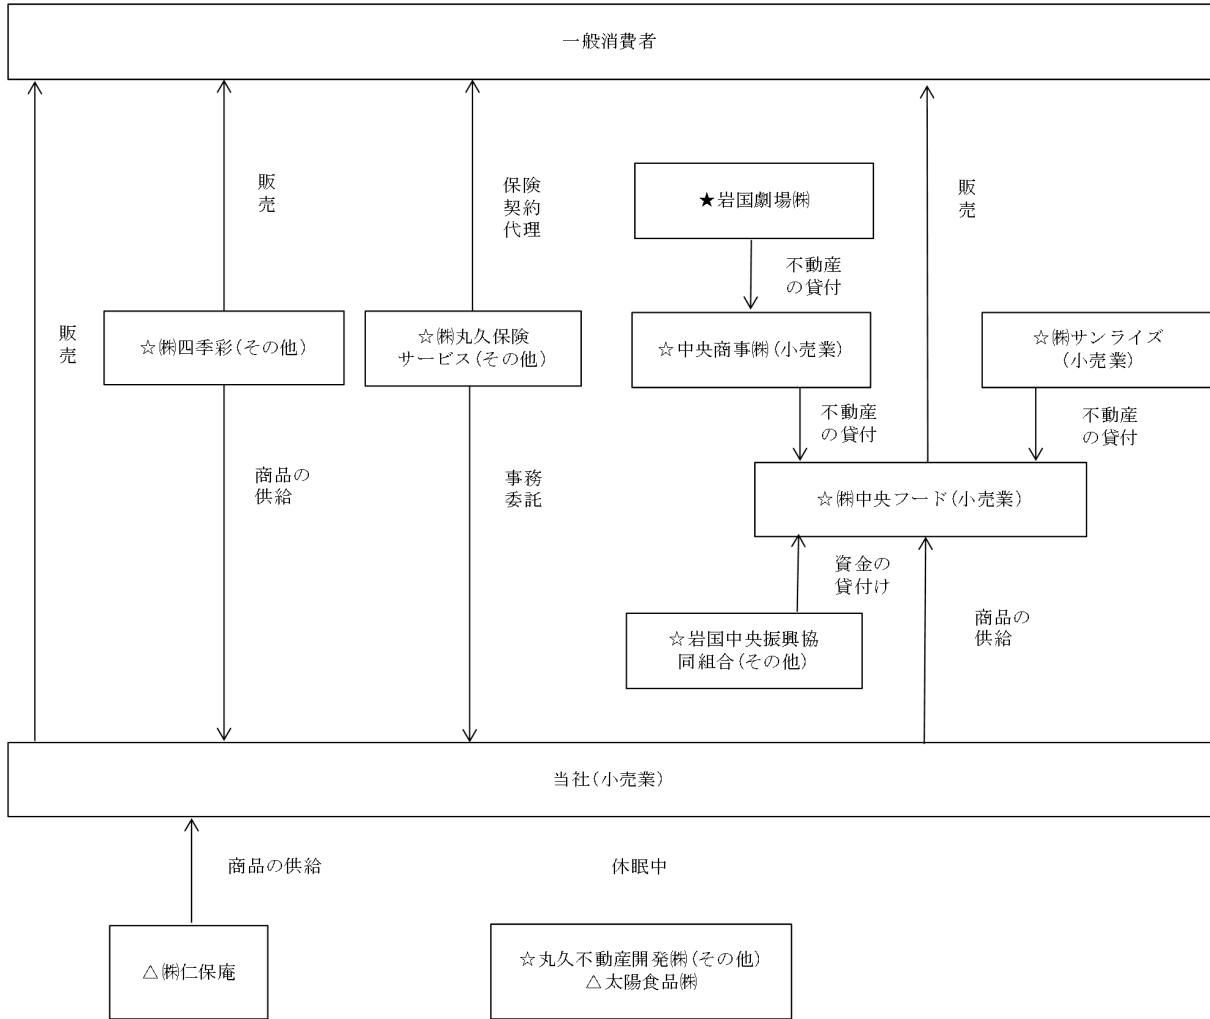 一般消費者
販
売
保険
契約
代理
★岩国劇場㈱
販
売
不動産
の貸付
販
売
☆㈱四季彩(その他)
☆㈱丸久保険
サービス(その他)
☆中央商事㈱(小売業)
☆㈱サンライズ
(小売業)
不動産
の貸付
不動産
の貸付
商品の
供給
事務
委託
☆㈱中央フード(小売業)
資金の
貸付け
☆岩国中央振興協
同組合(その他)
商品の
供給
当社(小売業)
商品の供給
休眠中
△㈱仁保庵
☆丸久不動産開発㈱(その他)
△太陽食品㈱